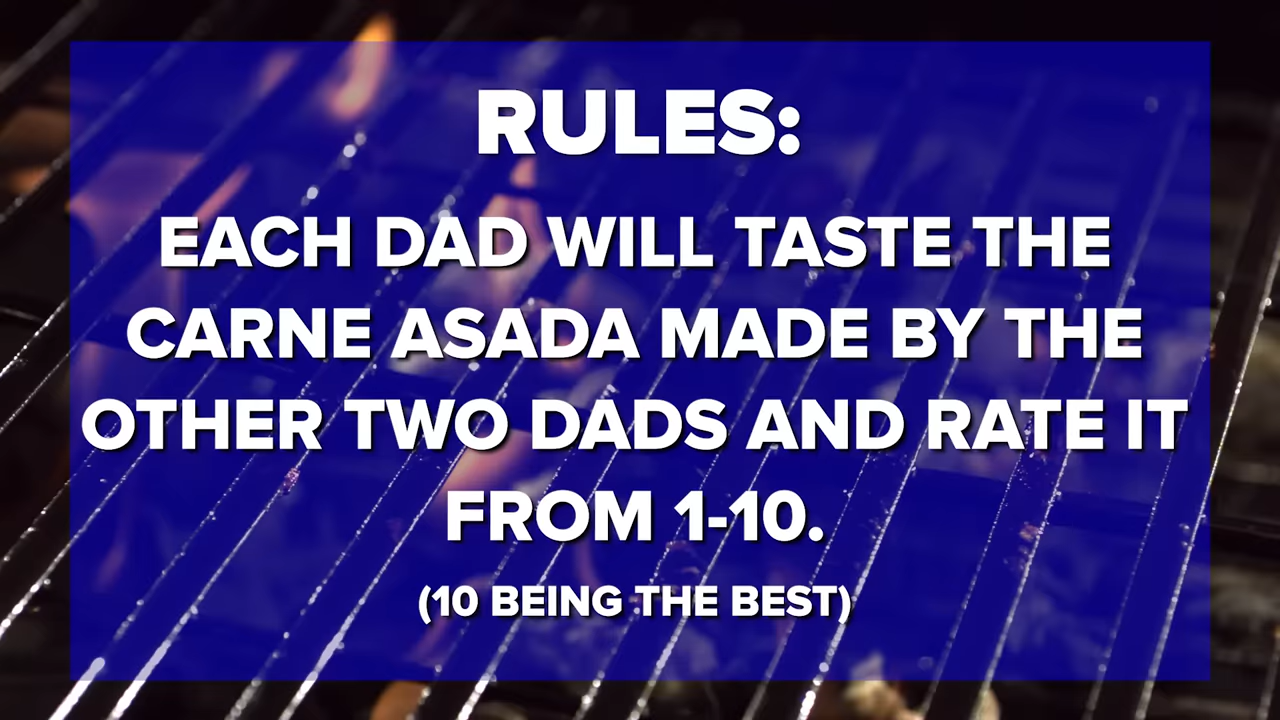 RULES:
EACH DAD WILL TASTE THE
CARNE ASADA MADE BY THE
OTHER TWO DADS AND RATE IT
FROM 1-10.
(10 BEING THE BEST)